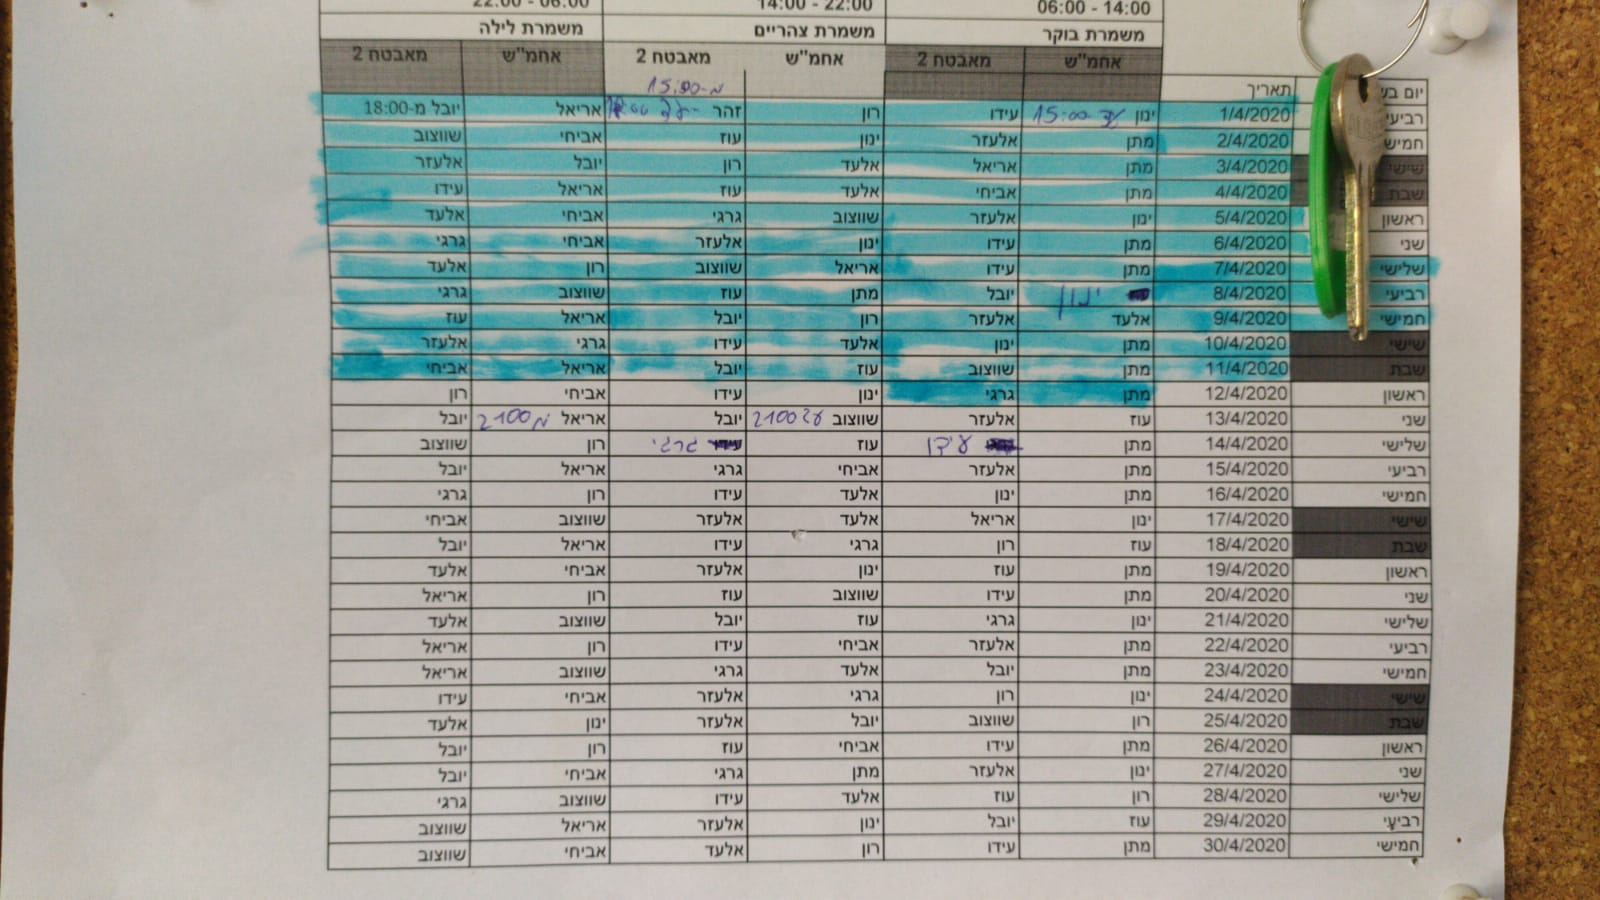 06:00 - 14:00 14:00 - 22:00 22:00 - 06:00
משמרת בוקר משמרת צהריים משמרת לילה
אחמ"ש מאבטח 2 אחמ"ש מאבטח 2 אחמ"ש מאבטח 2
יום בש תאריך מ-15:00
רביעי 1/4/2020 ינון עד 15:00 עידו רון זהר אריאל יובל מ-18:00
חמישי 2/4/2020 מתן אלעזר ינון עוז אביחי שווצוב
שישי 3/4/2020 מתן אריאל אלעד רון יובל אלעזר
שבת 4/4/2020 מתן אביחי אלעד עוז אריאל עידו
ראשון 5/4/2020 ינון אלעזר שווצוב גרגי אביחי אלעד
שני 6/4/2020 מתן עידו ינון אלעזר אביחי גרגי
שלישי 7/4/2020 מתן עידו אריאל שווצוב רון אלעד
רביעי 8/4/2020 ינון יובל מתן עוז שווצוב גרגי
חמישי 9/4/2020 אלעד אלעזר רון יובל אריאל עוז
שישי 10/4/2020 מתן ינון אלעד עידו גרגי אלעזר
שבת 11/4/2020 מתן שווצוב עוז יובל אריאל אביחי
ראשון 12/4/2020 מתן גרגי ינון עידו אביחי רון
שני 13/4/2020 עוז אלעזר שווצוב עד 2100 יובל אריאל מ 2100 יובל
שלישי 14/4/2020 מתן עידו עוז עידו גרגי רון שווצוב
רביעי 15/4/2020 מתן אלעזר אביחי גרגי אריאל יובל
חמישי 16/4/2020 מתן ינון אלעד עידו רון גרגי
שישי 17/4/2020 ינון אריאל אלעד אלעזר שווצוב אביחי
שבת 18/4/2020 עוז רון גרגי עידו אריאל יובל
ראשון 19/4/2020 מתן עוז ינון אלעזר אביחי אלעד
שני 20/4/2020 מתן עידו שווצוב עוז רון אריאל
שלישי 21/4/2020 ינון גרגי עוז יובל שווצוב אלעד
רביעי 22/4/2020 מתן אלעזר אביחי עידו רון אריאל
חמישי 23/4/2020 מתן יובל אלעד גרגי שווצוב אריאל
שישי 24/4/2020 ינון רון גרגי אלעזר אביחי עידו
שבת 25/4/2020 רון שווצוב יובל אלעזר ינון אלעד
ראשון 26/4/2020 מתן עידו אביחי עוז רון יובל
שני 27/4/2020 ינון אלעזר מתן גרגי אביחי יובל
שלישי 28/4/2020 רון עוז אלעד עידו שווצוב גרגי
רביעי 29/4/2020 עוז יובל ינון אלעזר אריאל שווצוב
חמישי 30/4/2020 מתן עידו רון אלעד אביחי שווצוב